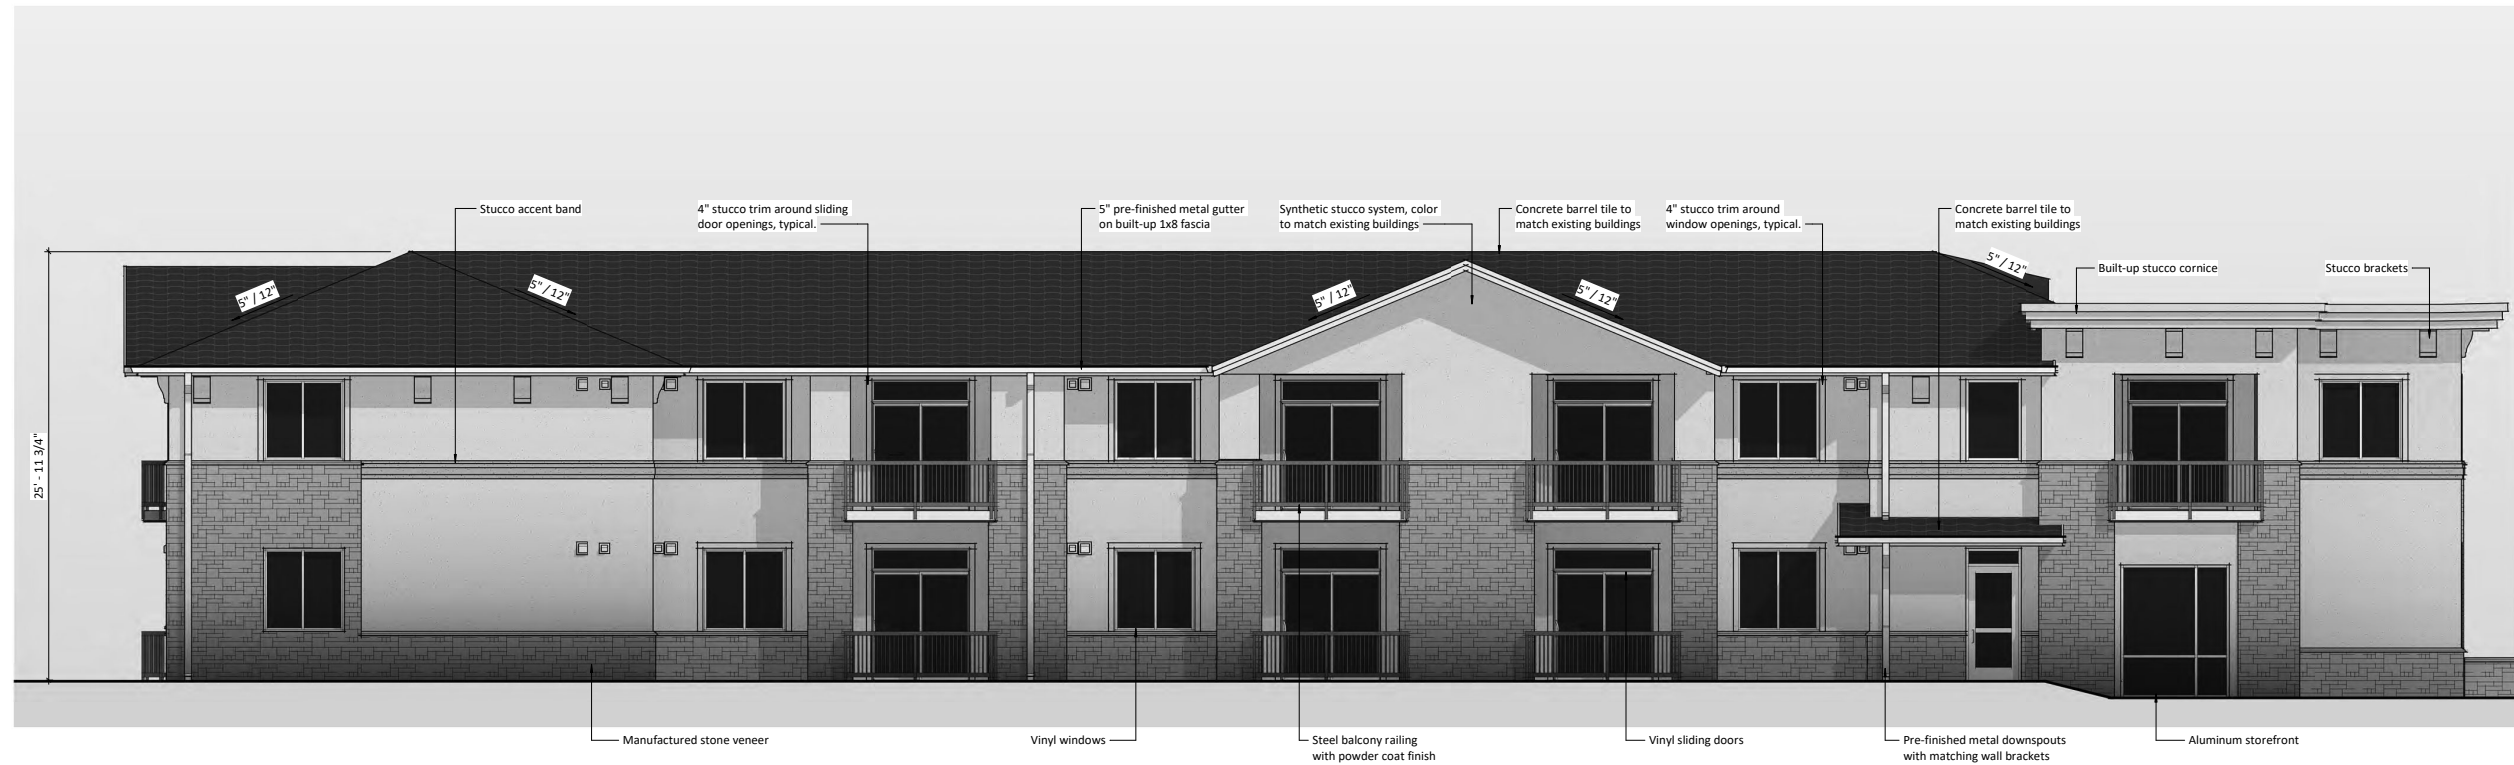 Stucco accent band
4" stucco trim around sliding
door openings, typical.
5" pre-finished metal gutter
on built-up 1x8 fascia
Synthetic stucco system, color
to match existing buildings
Concrete barrel tile to
match existing buildings
4" stucco trim around
window openings, typical.
Concrete barrel tile to
match existing buildings
5" / 12"
5" / 12"
5" / 12"
5" / 12"
5" / 12"
Built-up stucco cornice
Stucco brackets
25' - 11 3/4"
Manufactured stone veneer
Vinyl windows
Steel balcony railing
with powder coat finish
Vinyl sliding doors
Pre-finished metal downspouts
with matching wall brackets
Aluminum storefront